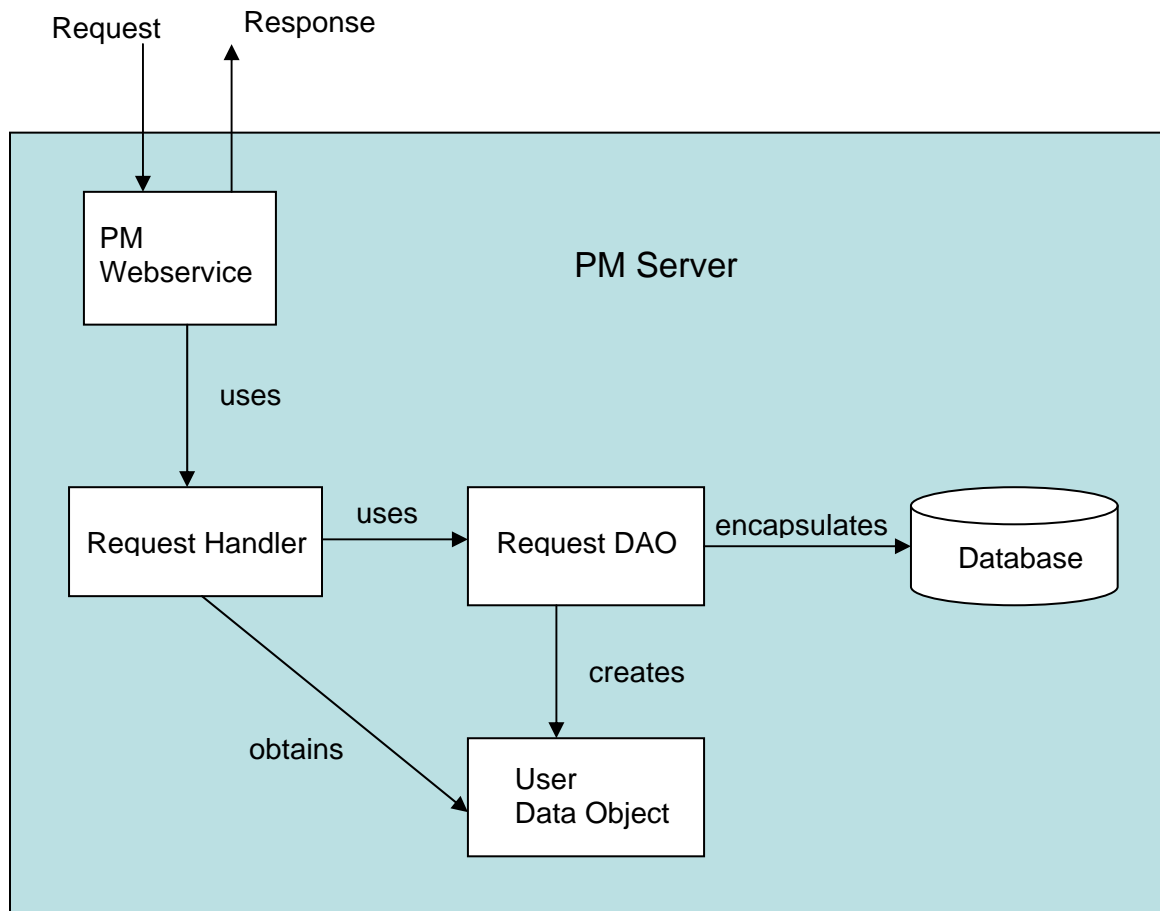 Request
Response
PM
Webservice
PM Server
uses
Request Handler
uses
Request DAO
encapsulates
Database
creates
obtains
User
Data Object